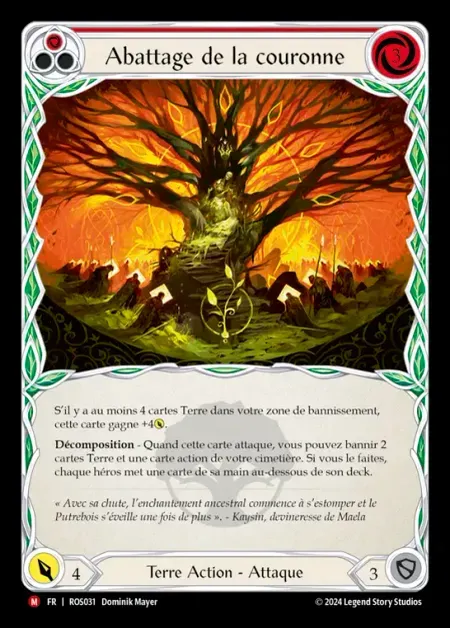 Abattage de la couronne
3
S'il y a au moins 4 cartes Terre dans votre zone de bannissement,
cette carte gagne +4.
Décomposition - Quand cette carte attaque, vous pouvez bannir 2
cartes Terre et une carte action de votre cimetière. Si vous le faites,
chaque héros met une carte de sa main au-dessous de son deck.
« Avec sa chute, l'enchantement ancestral commence à s'estomper et le
Putrebois s'éveille une fois de plus ». - Kaysin, devineresse de Maela
4 Terre Action - Attaque 3
M FR | ROS031 Dominik Mayer © 2024 Legend Story Studios